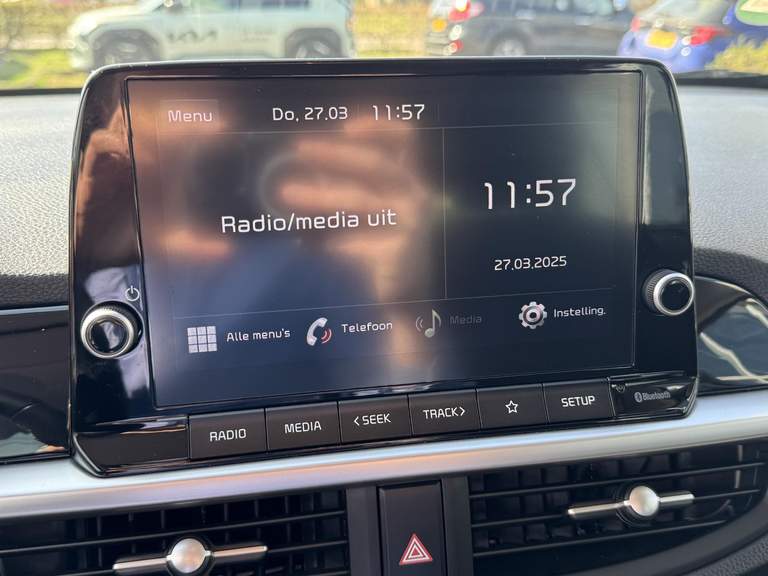 KIA
Menu
Do, 27.03 11:57
11:57
Radio/media uit
27.03.2025
Alle menu's
Telefoon
Media
Instelling.
RADIO
MEDIA
<SEEK
TRACK>
SETUP
Bluetooth